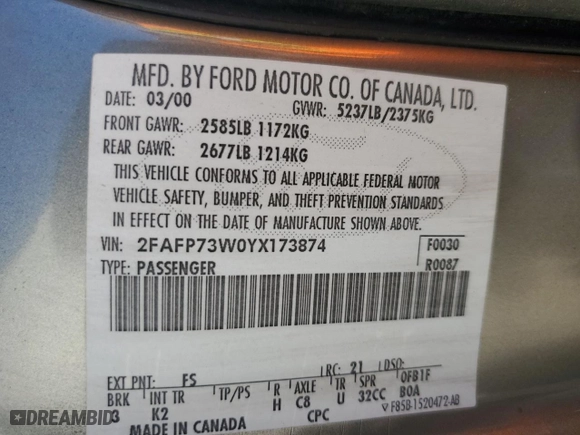 MFD. BY FORD MOTOR CO. OF CANADA, LTD.
DATE: 03/00 GVWR: 5237LB/2375KG
FRONT GAWR: 2585LB 1172KG
REAR GAWR: 2677LB 1214KG
THIS VEHICLE CONFORMS TO ALL APPLICABLE FEDERAL MOTOR
VEHICLE SAFETY, BUMPER, AND THEFT PREVENTION STANDARDS
IN EFFECT ON THE DATE OF MANUFACTURE SHOWN ABOVE.
VIN: 2FAFP73W0YX173874 F0030
TYPE: PASSENGER R0087
EXT PNT: FS RC: 21 DSO: 0FB1F
BRK INT TR TP/PS R AXLE TR SPR BOA
3 K2 H C8 U 32CC
MADE IN CANADA CPC F85B-1520472-AB
AUTOBIDCAR